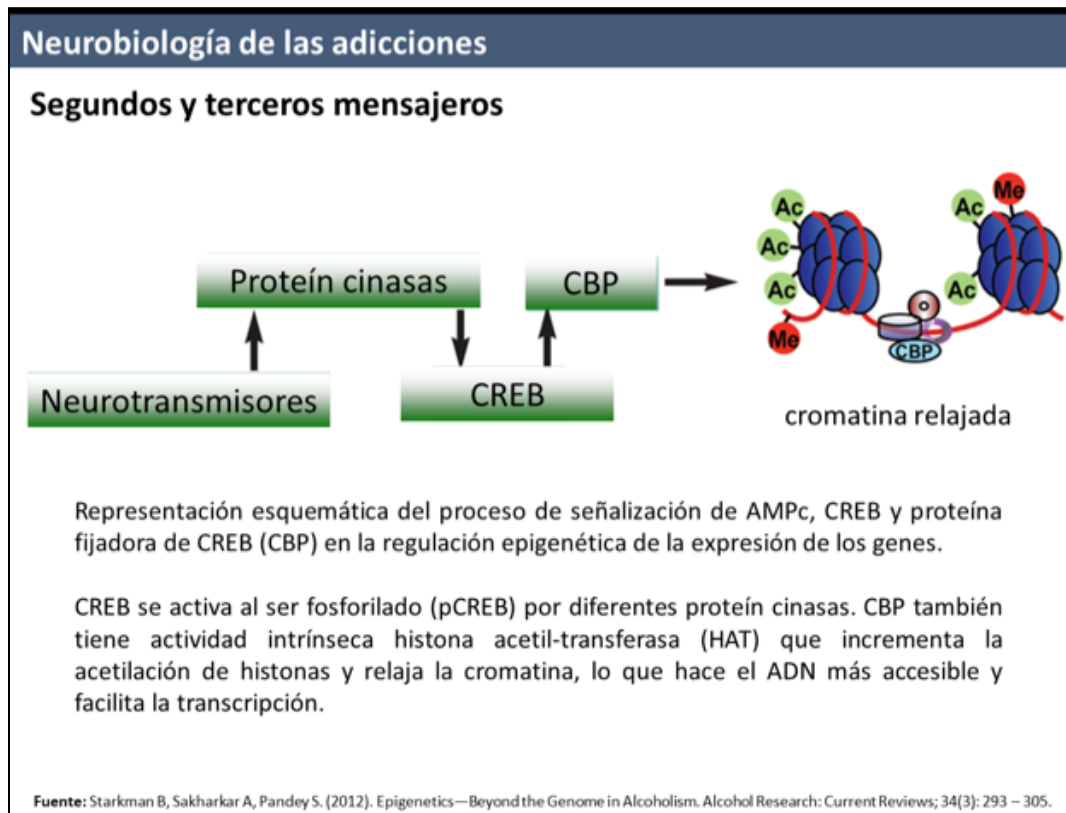 Neurobiología de las adicciones
Segundos y terceros mensajeros
Proteín cinasas
CBP
Neurotransmisores
CREB
Ac
Ac
Ac
Me
Ac
Me
Ac
CBP
cromatina relajada
Representación esquemática del proceso de señalización de AMPc, CREB y proteína
fijadora de CREB (CBP) en la regulación epigenética de la expresión de los genes.
CREB se activa al ser fosforilado (pCREB) por diferentes proteín cinasas. CBP también
tiene actividad intrínseca histona acetil-transferasa (HAT) que incrementa la
acetilación de histonas y relaja la cromatina, lo que hace el ADN más accesible y
facilita la transcripción.
Fuente: Starkman B, Sakharkar A, Pandey S. (2012). Epigenetics—Beyond the Genome in Alcoholism. Alcohol Research: Current Reviews; 34(3): 293 – 305.